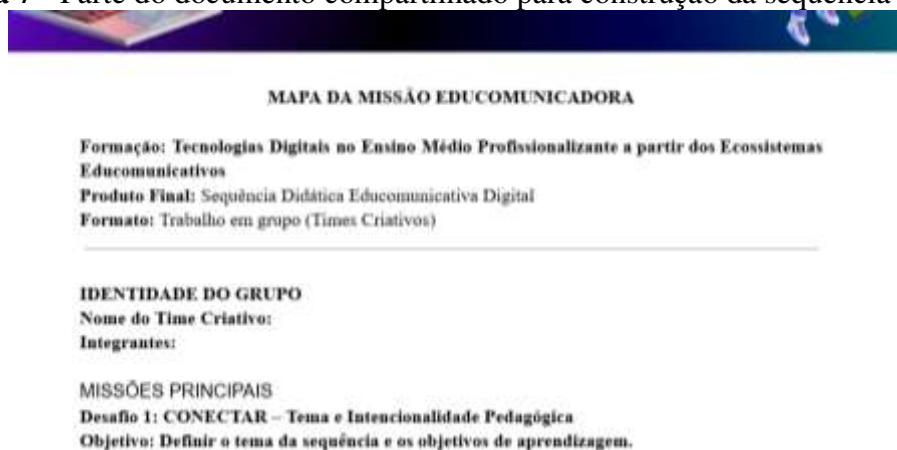 7 - Parte do documento compartilhado para construção da sequência
MAPA DA MISSÃO EDUCOMUNICADORA
Formação: Tecnologias Digitais no Ensino Médio Profissionalizante a partir dos Ecossistemas
Educomunicativos
Produto Final: Sequência Didática Educomunicativa Digital
Formato: Trabalho em grupo (Times Criativos)
IDENTIDADE DO GRUPO
Nome do Time Criativo:
Integrantes:
MISSÕES PRINCIPAIS
Desafio 1: CONECTAR – Tema e Intencionalidade Pedagógica
Objetivo: Definir o tema da sequência e os objetivos de aprendizagem.